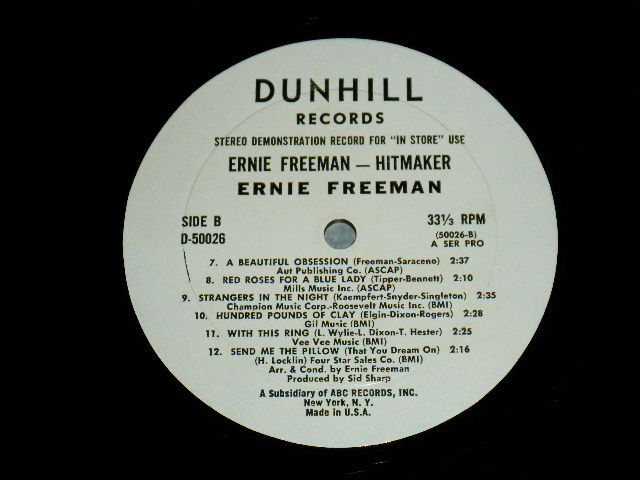 DUNHILL
RECORDS
STEREO DEMONSTRATION RECORD FOR "IN STORE" USE
ERNIE FREEMAN — HITMAKER
ERNIE FREEMAN
SIDE B 33⅓ RPM
D-50026 (50026-B)
A SER PRO
7. A BEAUTIFUL OBSESSION (Freeman-Saraceno) 2:37
Aut Publishing Co. (ASCAP)
8. RED ROSES FOR A BLUE LADY (Tipper-Bennett) 2:10
Mills Music Inc. (ASCAP)
9. STRANGERS IN THE NIGHT (Kaempfert-Snyder-Singleton) 2:35
Champion Music Corp.-Roosevelt Music Inc. (BMI)
10. HUNDRED POUNDS OF CLAY (Elgin-Dixon-Rogers) 2:28
Gil Music (BMI)
11. WITH THIS RING (L. Wylie-L. Dixon-T. Hester) 2:25
Vee Vee Music (BMI)
12. SEND ME THE PILLOW (That You Dream On) 2:16
(H. Locklin) Four Star Sales Co. (BMI)
Arr. & Cond. by Ernie Freeman
Produced by Sid Sharp
A Subsidiary of ABC RECORDS, INC.
New York, N. Y.
Made in U.S.A.